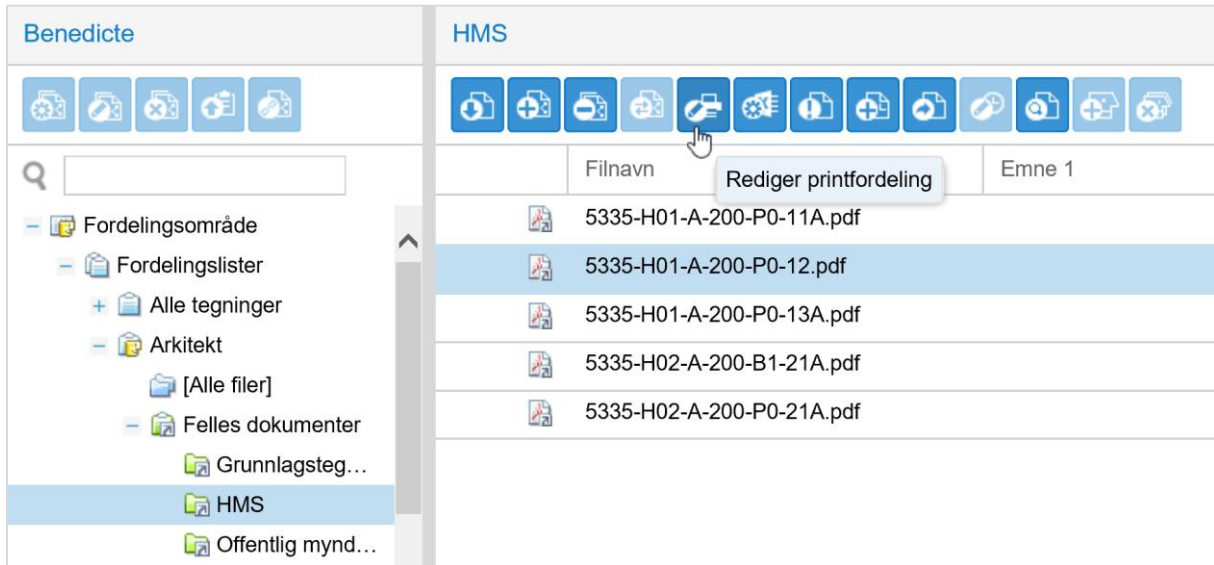 Benedicte
HMS
Filnavn
Emne 1
Rediger printfordeling
Fordelingsområde
Fordelingslister
Alle tegninger
Arkitekt
[Alle filer]
Felles dokumenter
Grunnlagsteg...
HMS
Offentlig mynd...
5335-H01-A-200-P0-11A.pdf
5335-H01-A-200-P0-12.pdf
5335-H01-A-200-P0-13A.pdf
5335-H02-A-200-B1-21A.pdf
5335-H02-A-200-P0-21A.pdf